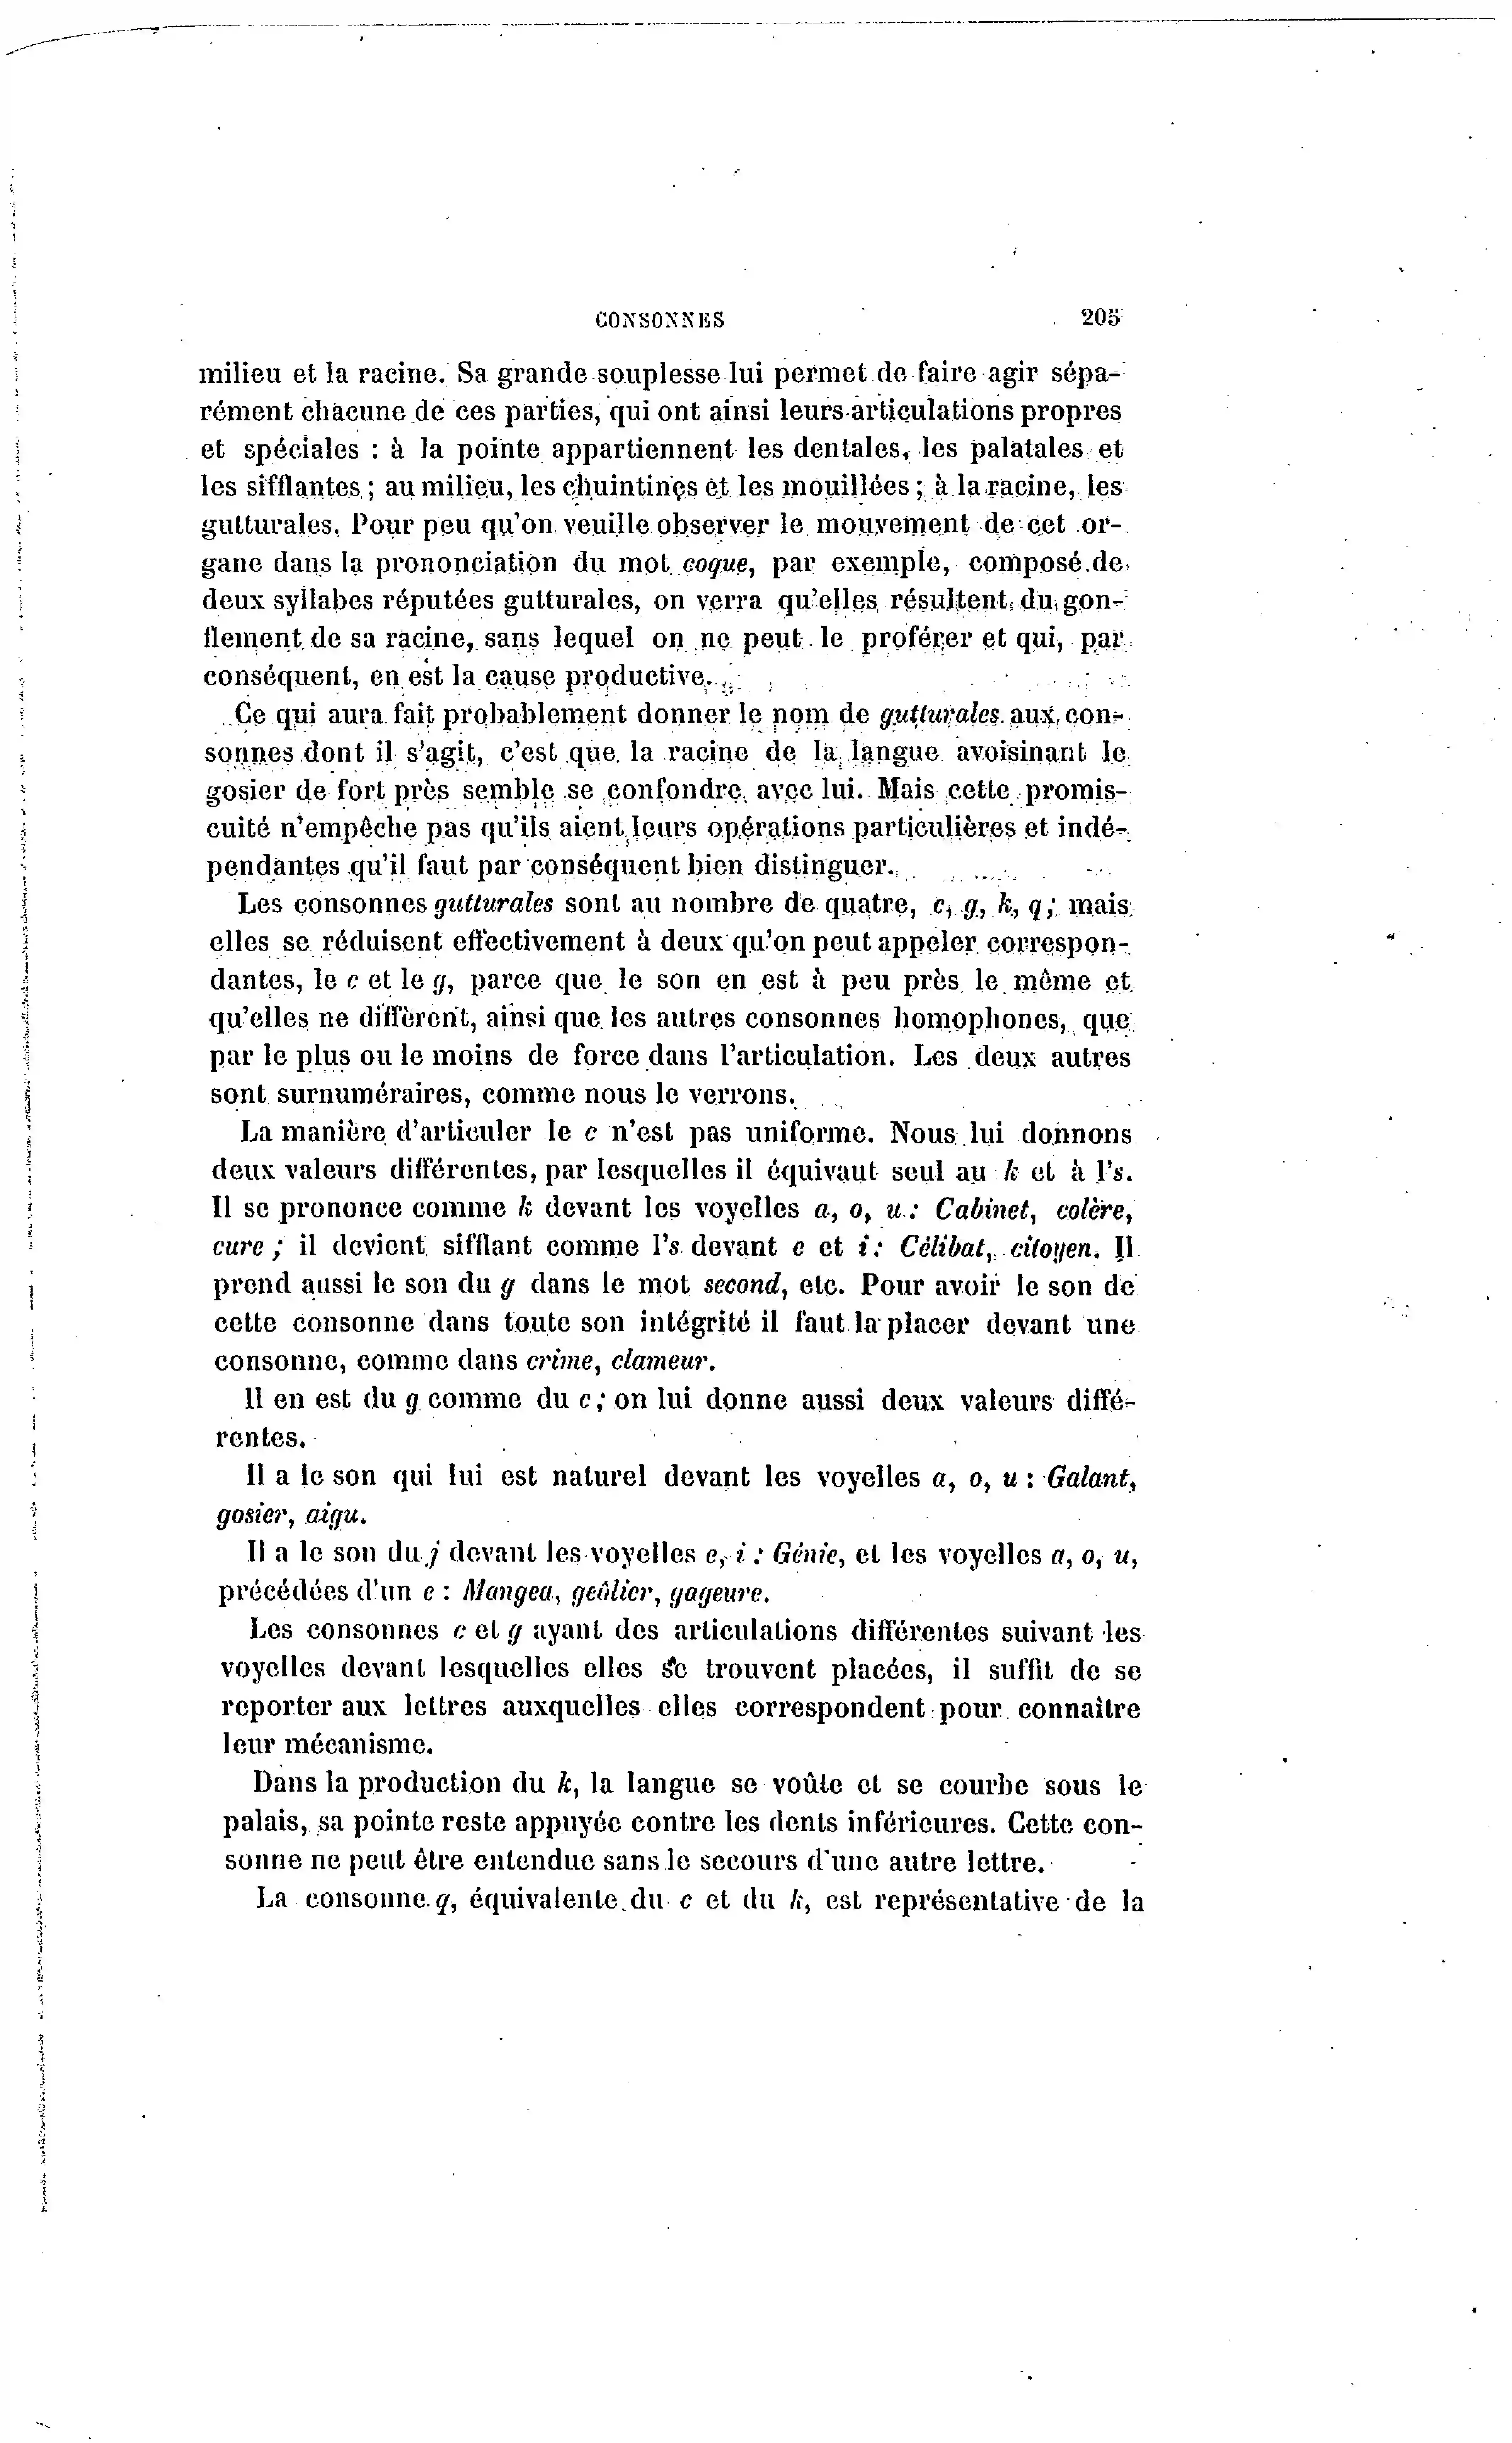 CONSONNES 205
milieu et la racine. Sa grande souplesse lui permet de faire agir sépa-
rément chacune de ces parties, qui ont ainsi leurs articulations propres
et spéciales : à la pointe appartiennent les dentales, les palatales et
les sifflantes ; au milieu, les chuintines et les mouillées ; à la racine, les
gutturales. Pour peu qu'on veuille observer le mouvement de cet or-
gane dans la prononciation du mot coque, par exemple, composé de
deux syllabes réputées gutturales, on verra qu'elles résultent du gon-
flement de sa racine, sans lequel on ne peut le proférer et qui, par
conséquent, en est la cause productive.
Ce qui aura fait probablement donner le nom de gutturales aux con-
sonnes dont il s'agit, c'est que la racine de la langue avoisinant le
gosier de fort près semble se confondre avec lui. Mais cette promis-
cuité n'empêche pas qu'ils aient leurs opérations particulières et indé-
pendantes qu'il faut par conséquent bien distinguer.
Les consonnes gutturales sont au nombre de quatre, c, g, k, q; mais
elles se réduisent effectivement à deux qu'on peut appeler correspon-
dantes, le c et le g, parce que le son en est à peu près le même et
qu'elles ne diffèrent, ainsi que les autres consonnes homophones, que
par le plus ou le moins de force dans l'articulation. Les deux autres
sont surnuméraires, comme nous le verrons.
La manière d'articuler le c n'est pas uniforme. Nous lui donnons
deux valeurs différentes, par lesquelles il équivaut seul au k et à l's.
Il se prononce comme k devant les voyelles a, o, u : Cabinet, colère,
cure ; il devient sifflant comme l's devant e et i : Célibat, citoyen. Il
prend aussi le son du g dans le mot second, etc. Pour avoir le son de
cette consonne dans toute son intégrité il faut la placer devant une
consonne, comme dans crime, clameur.
Il en est du g comme du c ; on lui donne aussi deux valeurs diffé-
rentes.
Il a le son qui lui est naturel devant les voyelles a, o, u : Galant,
gosier, aigu.
Il a le son du j devant les voyelles e, i : Génie, et les voyelles a, o, u,
précédées d'un e : Mangea, geôlier, gageure.
Les consonnes c et g ayant des articulations différentes suivant les
voyelles devant lesquelles elles se trouvent placées, il suffit de se
reporter aux lettres auxquelles elles correspondent pour connaître
leur mécanisme.
Dans la production du k, la langue se voûte et se courbe sous le
palais, sa pointe reste appuyée contre les dents inférieures. Cette con-
sonne ne peut être entendue sans le secours d'une autre lettre.
La consonne q, équivalente du c et du k, est représentative de la